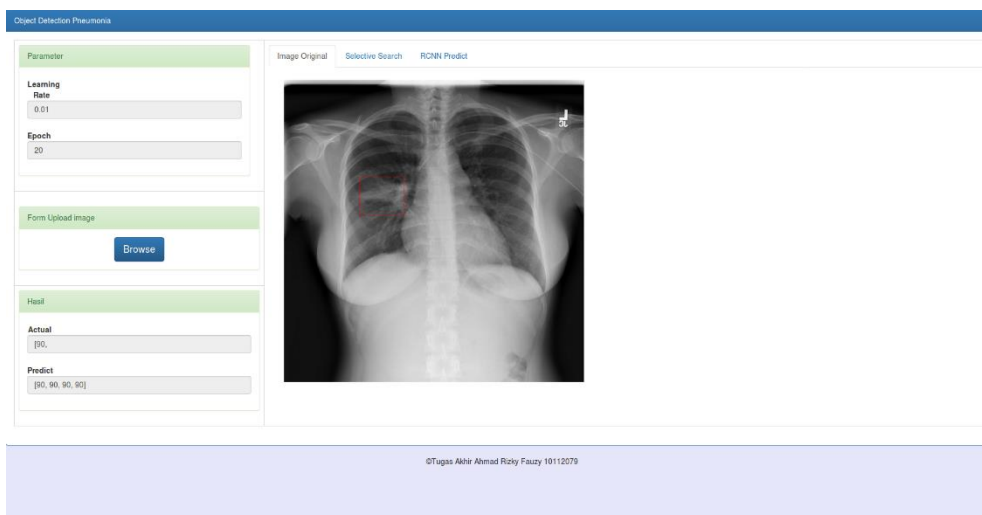 Object Detection Pneumonia
Parameter
Learning
Rate
0.01
Epoch
20
Form Upload image
Browse
Hasil
Actual
[90,
Predict
[90, 90, 90, 90]
Image Original Selective Search RCNN Predict
L
©Tugas Akhir Ahmad Rizky Fauzy 10112079